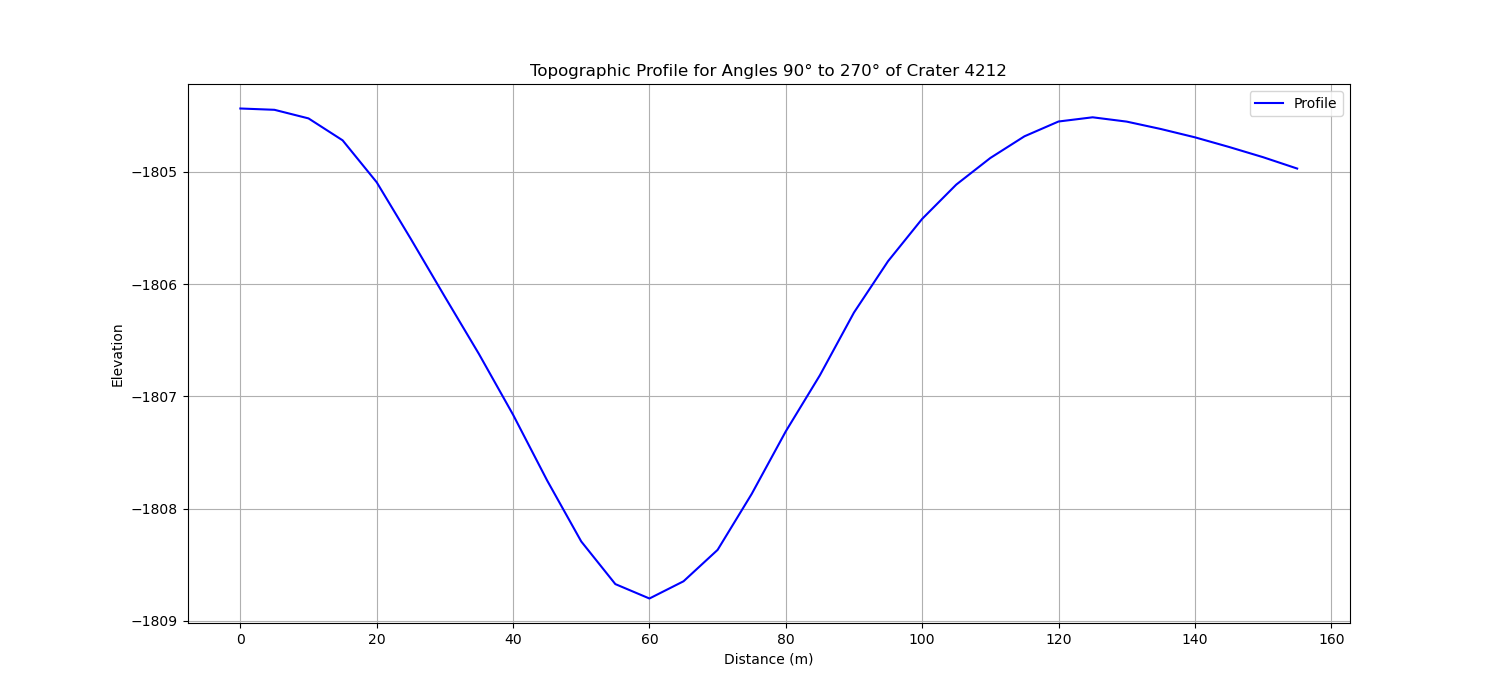 Topographic Profile for Angles 90° to 270° of Crater 4212
Profile
−1805
−1806
−1807
−1808
−1809
Elevation
0 20 40 60 80 100 120 140 160
Distance (m)